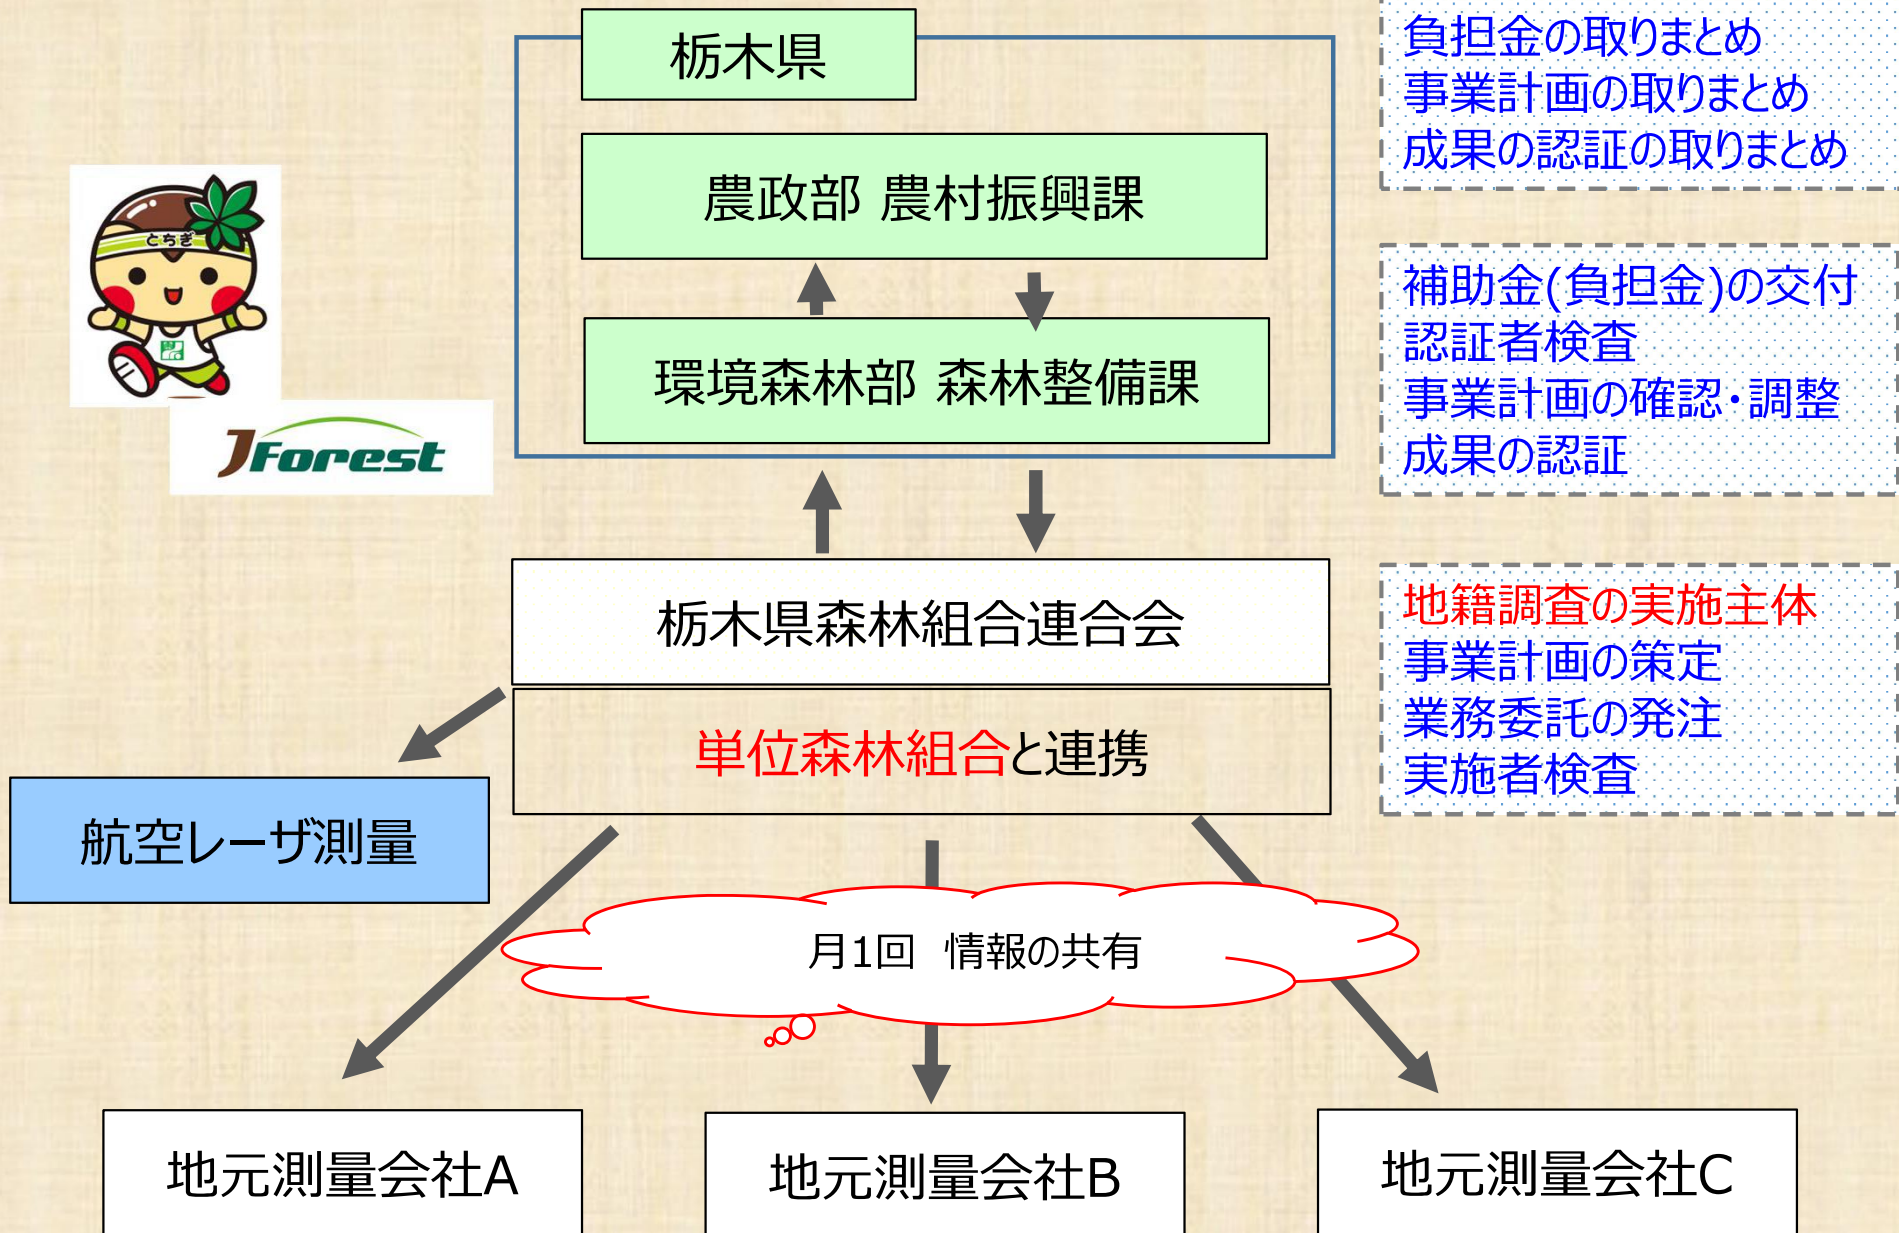 栃木県
負担金の取りまとめ
事業計画の取りまとめ
成果の認証の取りまとめ
農政部 農村振興課
とちぎ
補助金(負担金)の交付
認証者検査
事業計画の確認・調整
成果の認証
環境森林部 森林整備課
JForest
栃木県森林組合連合会
単位森林組合と連携
地籍調査の実施主体
事業計画の策定
業務委託の発注
実施者検査
航空レーザ測量
月1回 情報の共有
地元測量会社A
地元測量会社B
地元測量会社C